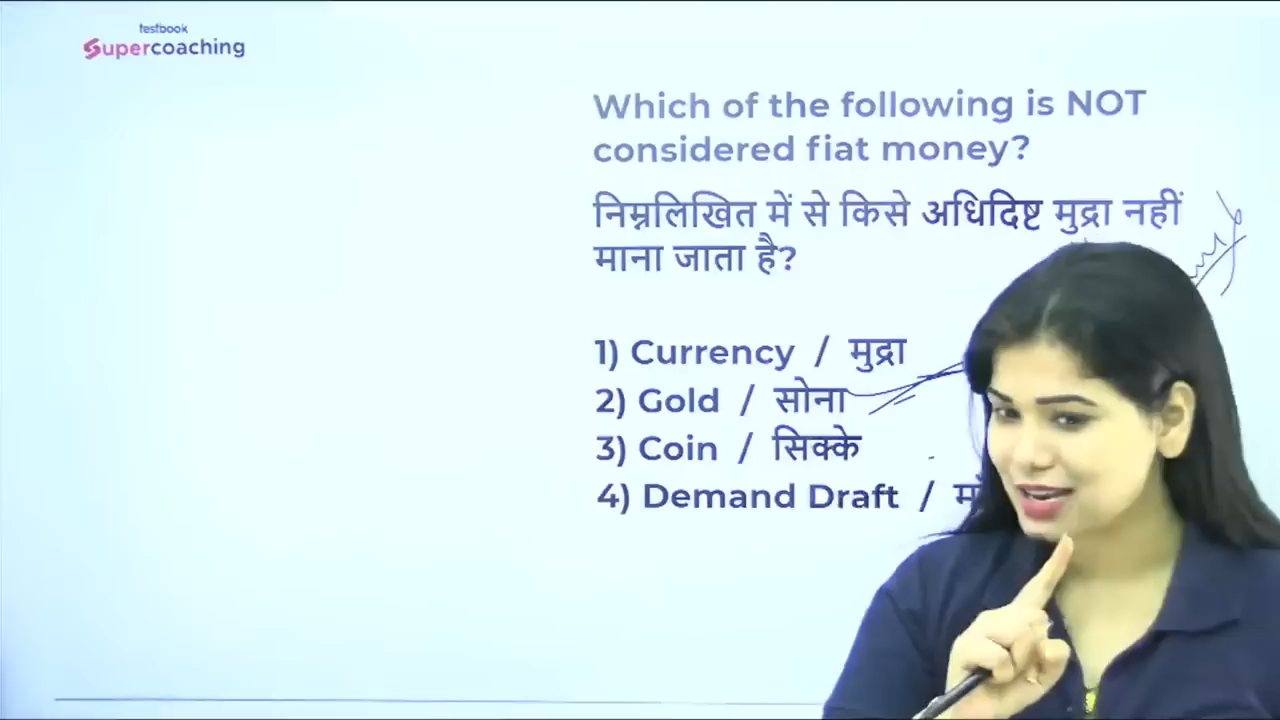 testbook
Supercoaching
Which of the following is NOT
considered fiat money?
निम्नलिखित में से किसे अधिदिष्ट मुद्रा नहीं
माना जाता है?
1) Currency / मुद्रा
2) Gold / सोना
3) Coin / सिक्के
4) Demand Draft /